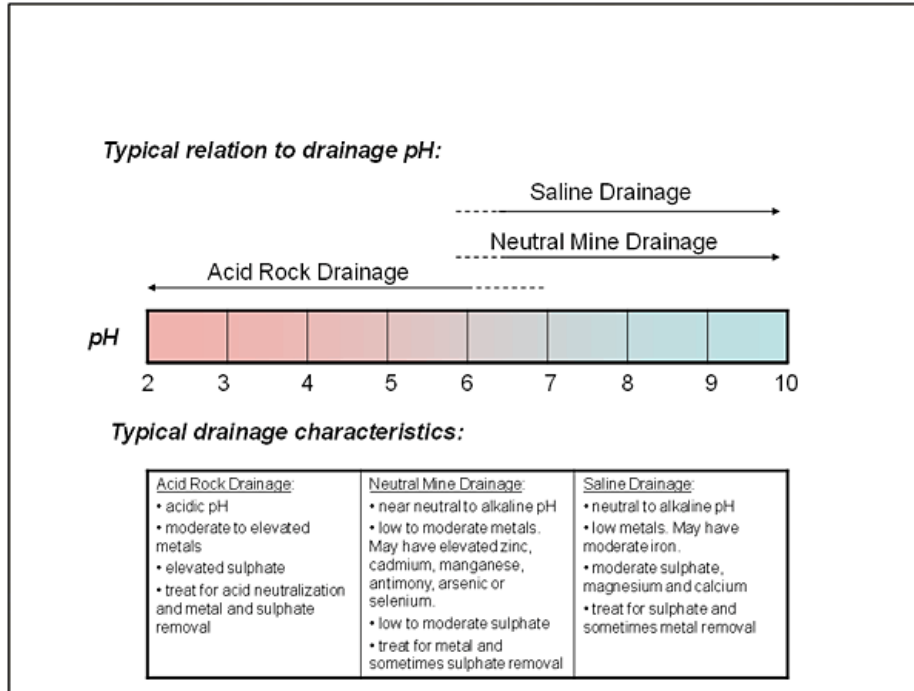 Typical relation to drainage pH:
Saline Drainage
Neutral Mine Drainage
Acid Rock Drainage
pH
2 3 4 5 6 7 8 9 10
Typical drainage characteristics:
Acid Rock Drainage:
• acidic pH
• moderate to elevated
metals
• elevated sulphate
• treat for acid neutralization
and metal and sulphate
removal
Neutral Mine Drainage:
• near neutral to alkaline pH
• low to moderate metals.
May have elevated zinc,
cadmium, manganese,
antimony, arsenic or
selenium.
• low to moderate sulphate
• treat for metal and
sometimes sulphate removal
Saline Drainage:
• neutral to alkaline pH
• low metals. May have
moderate iron.
• moderate sulphate,
magnesium and calcium
• treat for sulphate and
sometimes metal removal